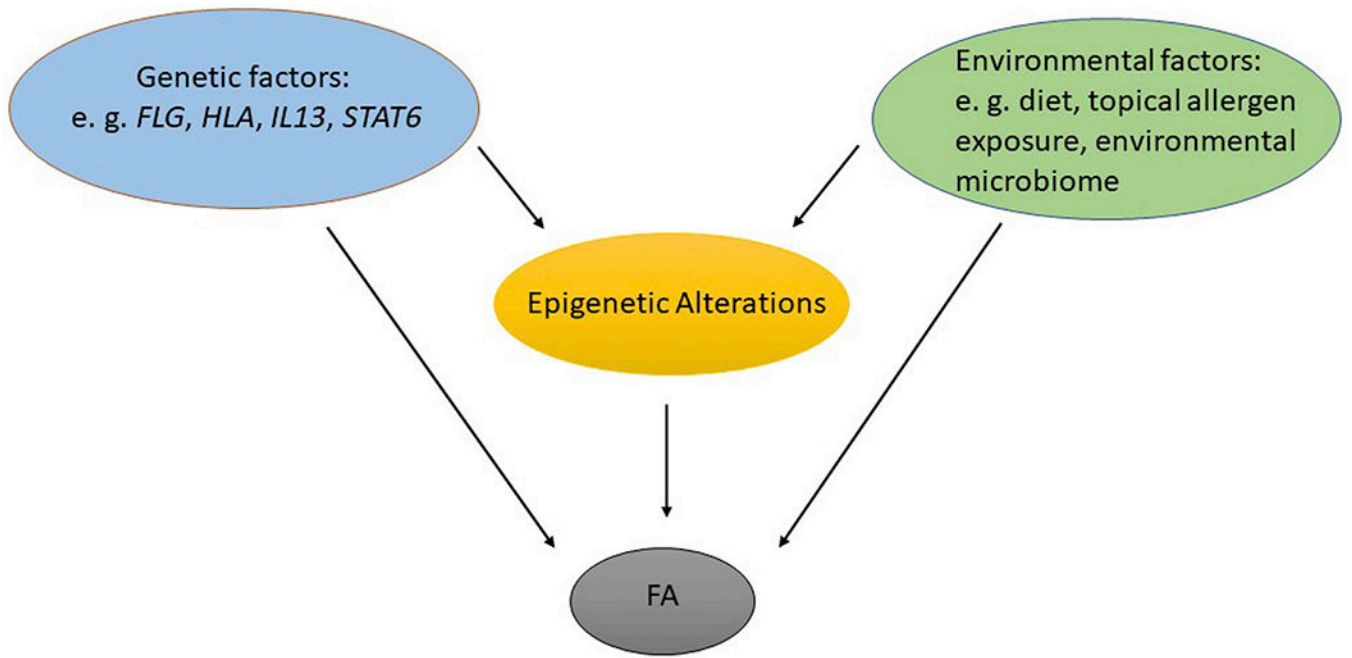 Genetic factors:
e. g. FLG, HLA, IL13, STAT6
Environmental factors:
e. g. diet, topical allergen
exposure, environmental
microbiome
Epigenetic Alterations
FA